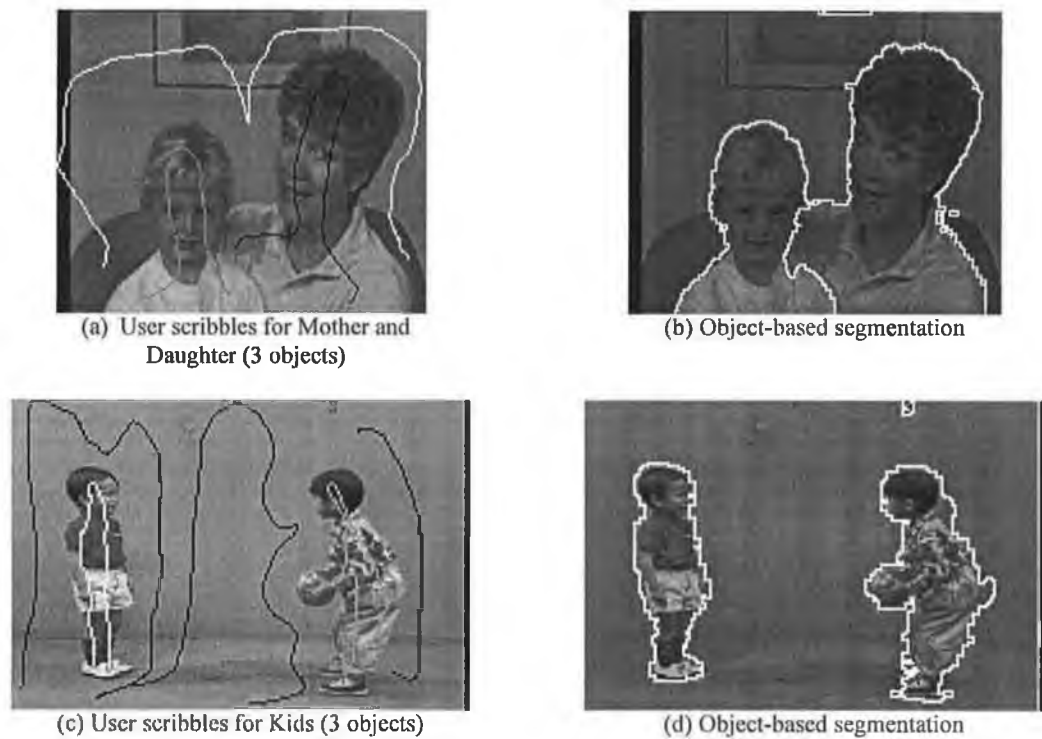 (a) User scribbles for Mother and
Daughter (3 objects)
(b) Object-based segmentation
(c) User scribbles for Kids (3 objects)
(d) Object-based segmentation